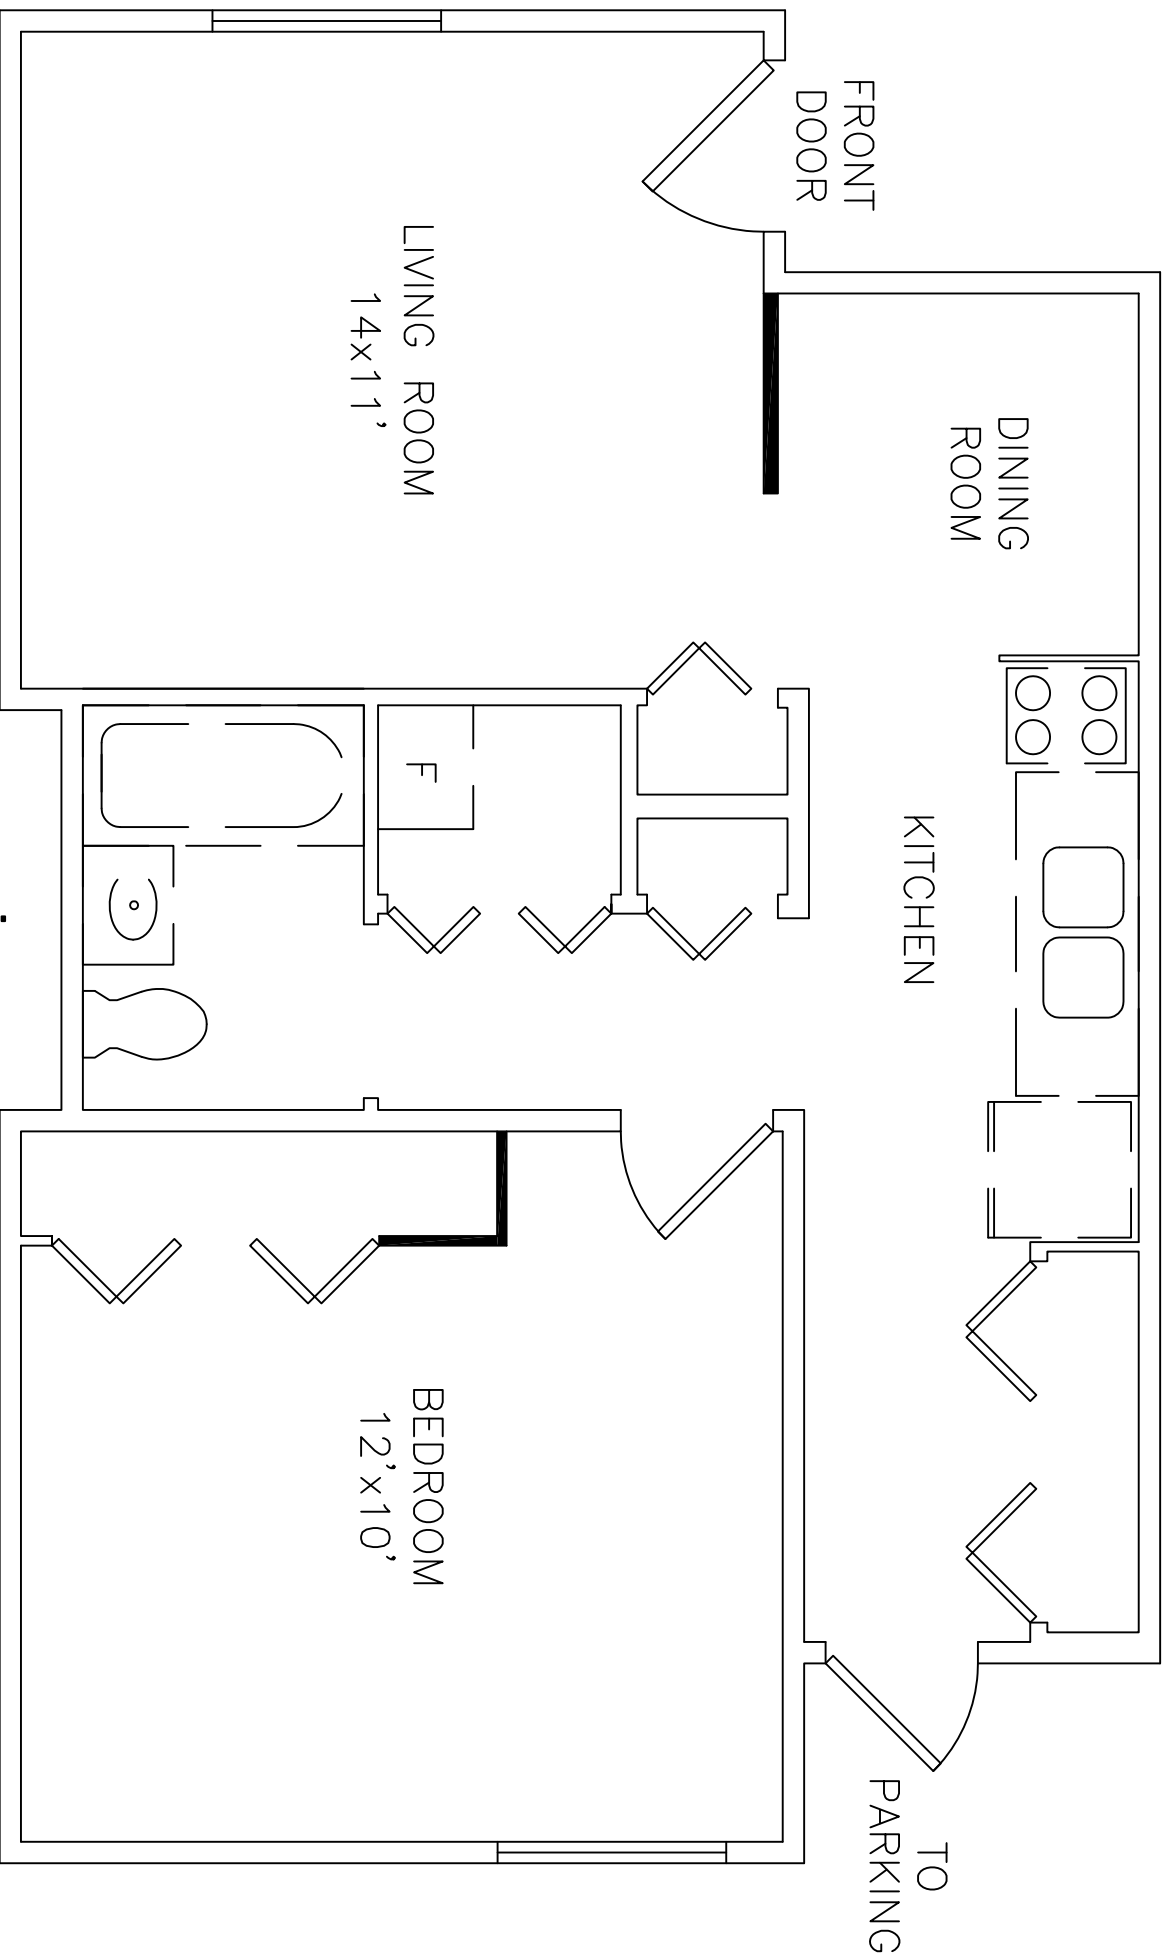 FRONT
DOOR
LIVING ROOM
14x11'
DINING
ROOM
KITCHEN
F
BEDROOM
12'x10'
TO
PARKING